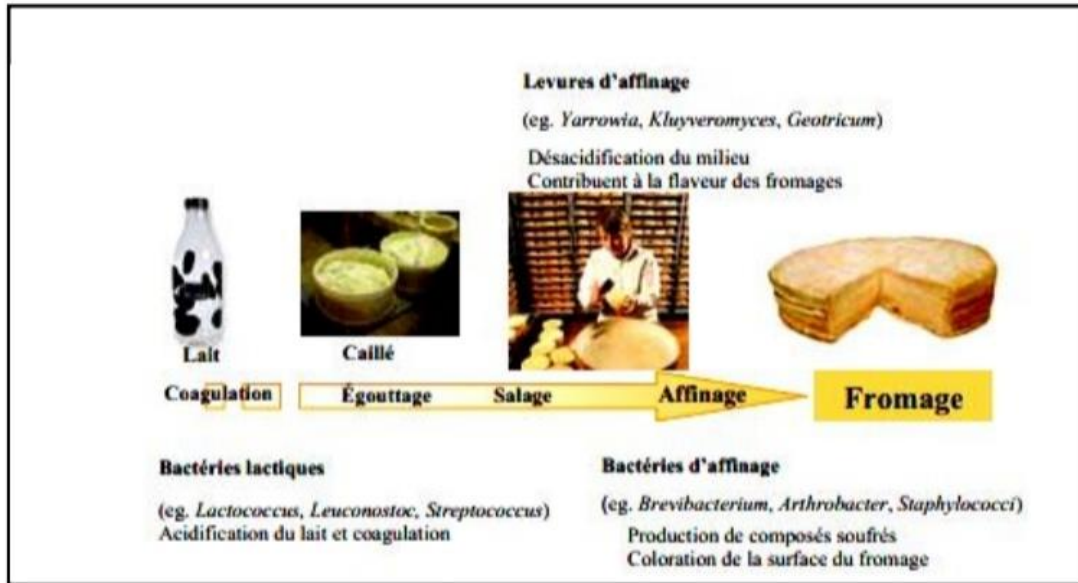 Levures d'affinage
(eg. Yarrowia, Kluyveromyces, Geotricum)
Désacidification du milieu
Contribuent à la flaveur des fromages
Lait
Caillé
Coagulation
Égouttage
Salage
Affinage
Fromage
Bactéries lactiques
(eg. Lactococcus, Leuconostoc, Streptococcus)
Acidification du lait et coagulation
Bactéries d'affinage
(eg. Brevibacterium, Arthrobacter, Staphylococci)
Production de composés soufrés
Coloration de la surface du fromage